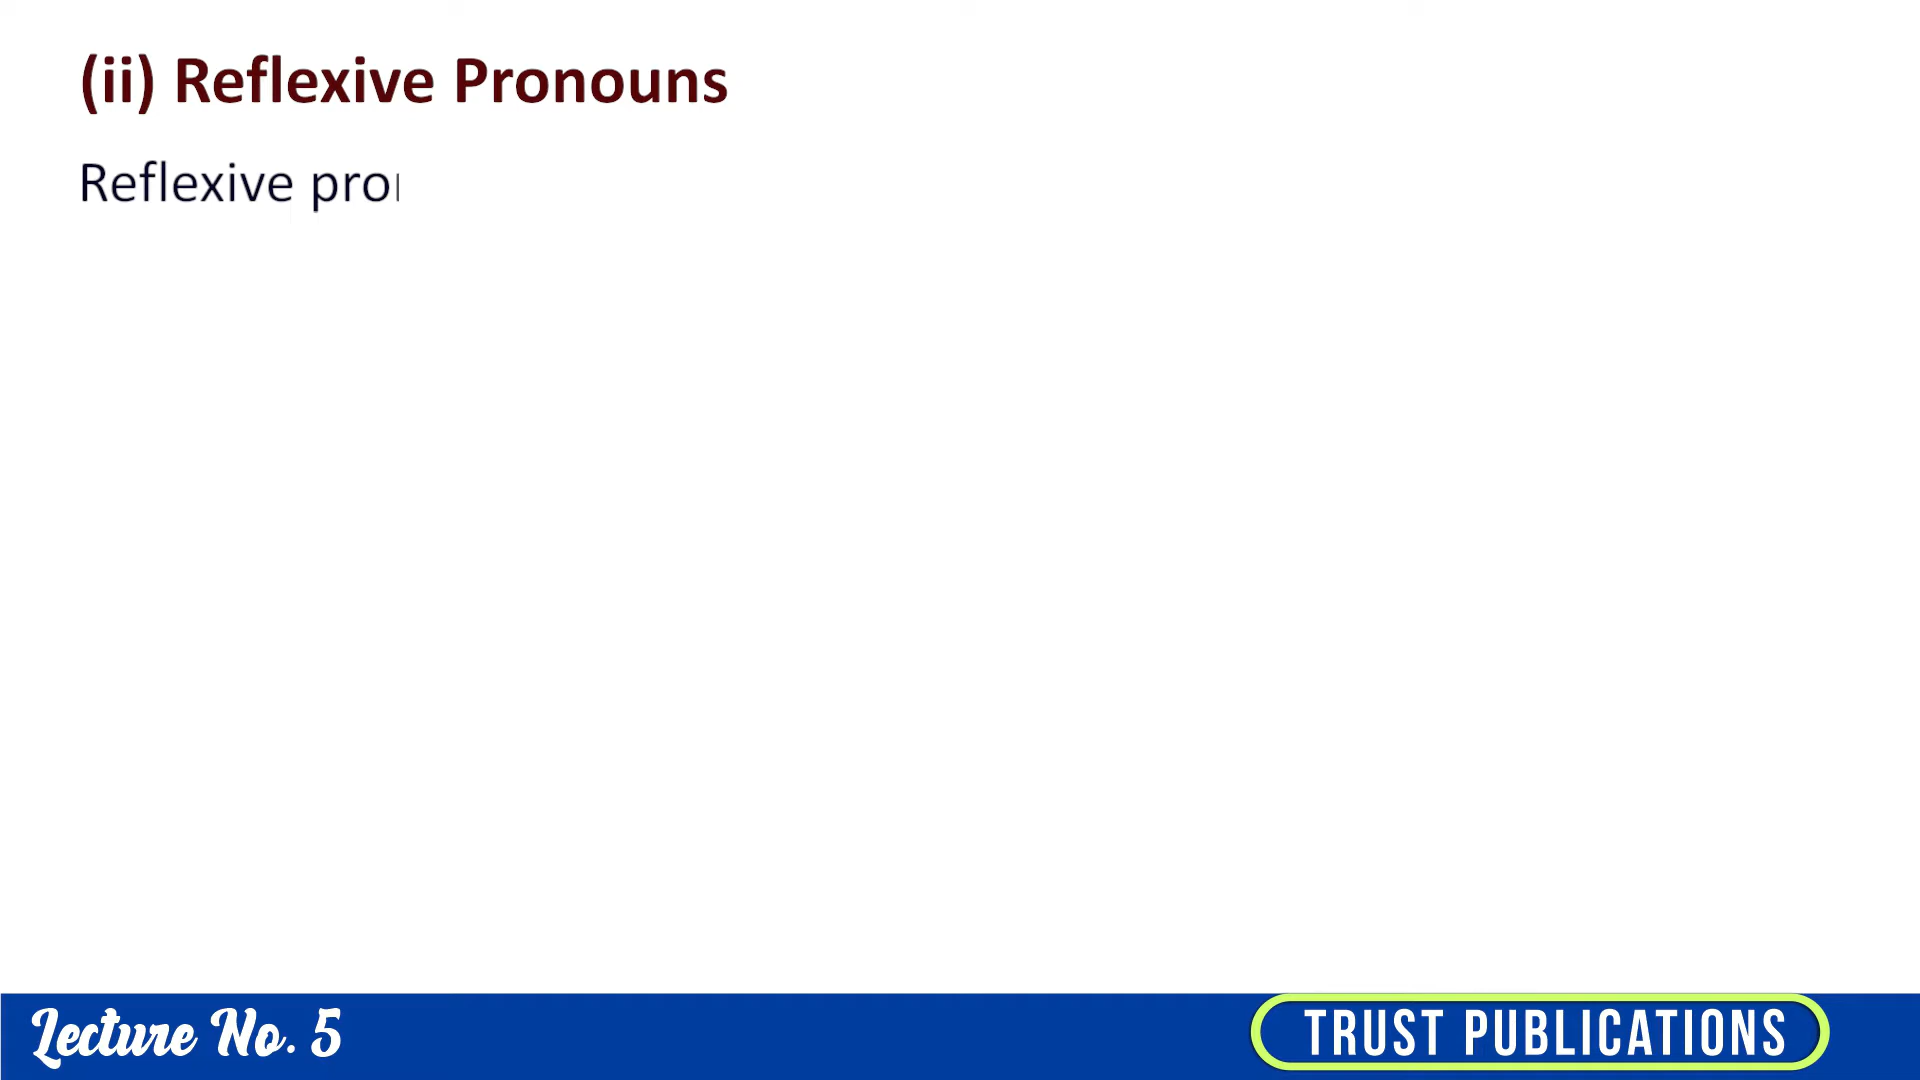 (ii) Reflexive Pronouns
Reflexive pro
Lecture No. 5
TRUST PUBLICATIONS